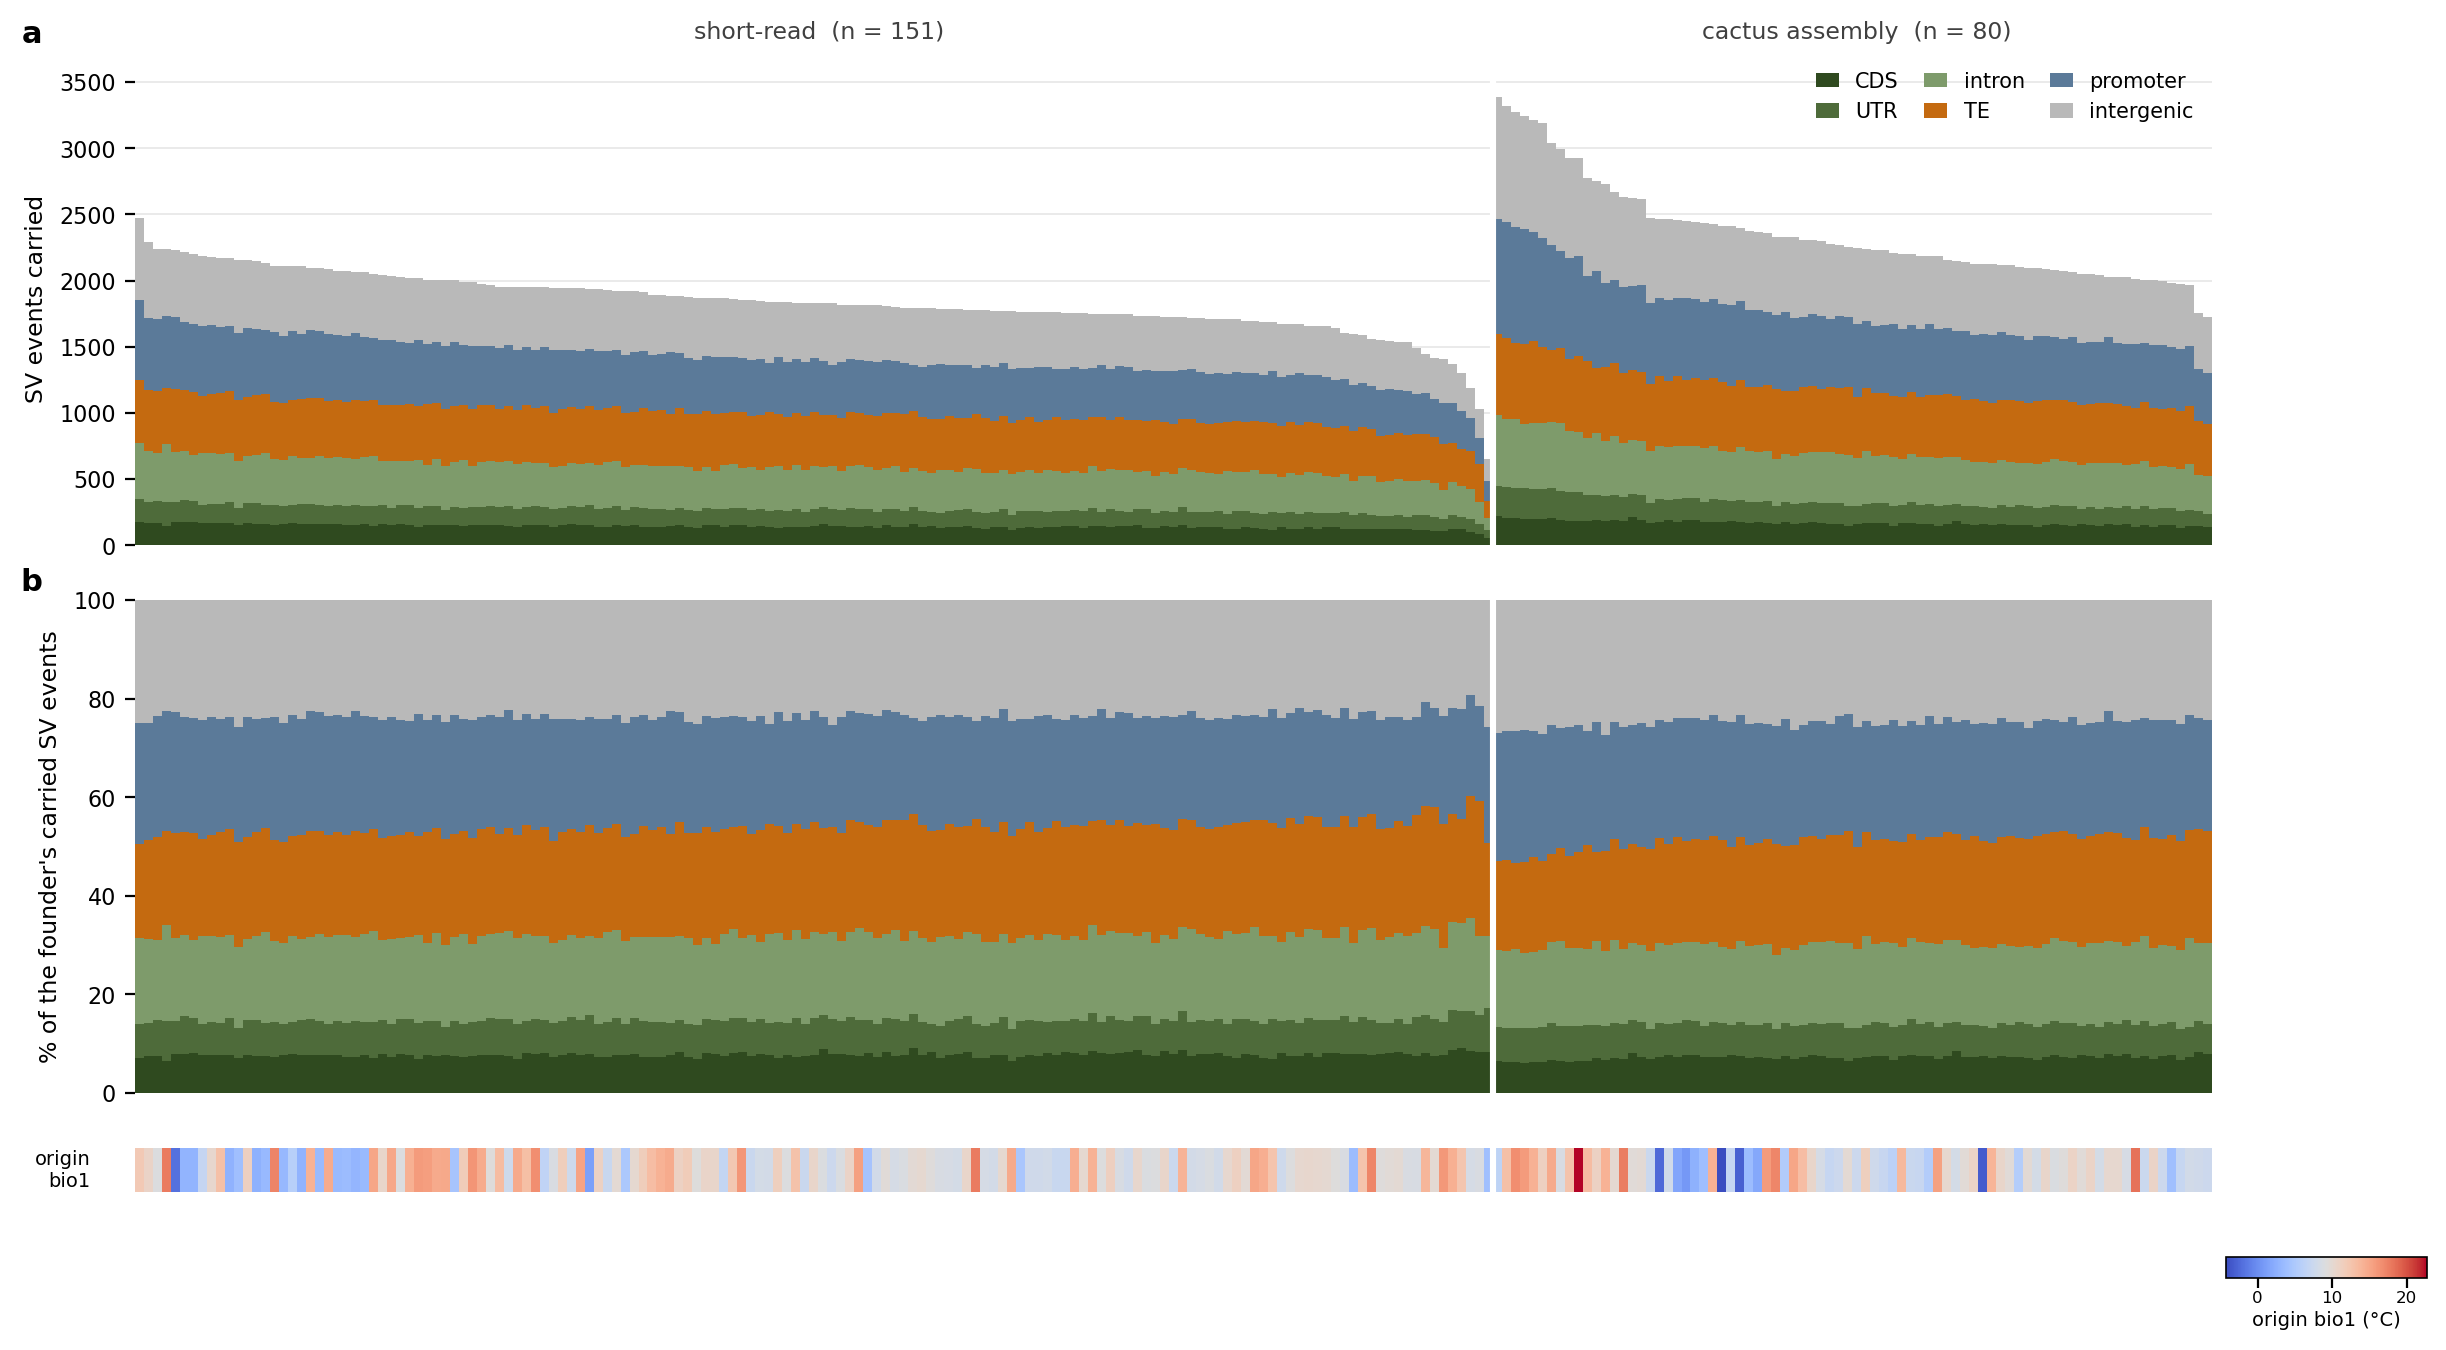 a
short-read  (n = 151)
cactus assembly  (n = 80)
CDS
intron
promoter
UTR
TE
intergenic
SV events carried
3500
3000
2500
2000
1500
1000
500
0
b
% of the founder's carried SV events
100
80
60
40
20
0
origin
bio1
0
10
20
origin bio1 (°C)